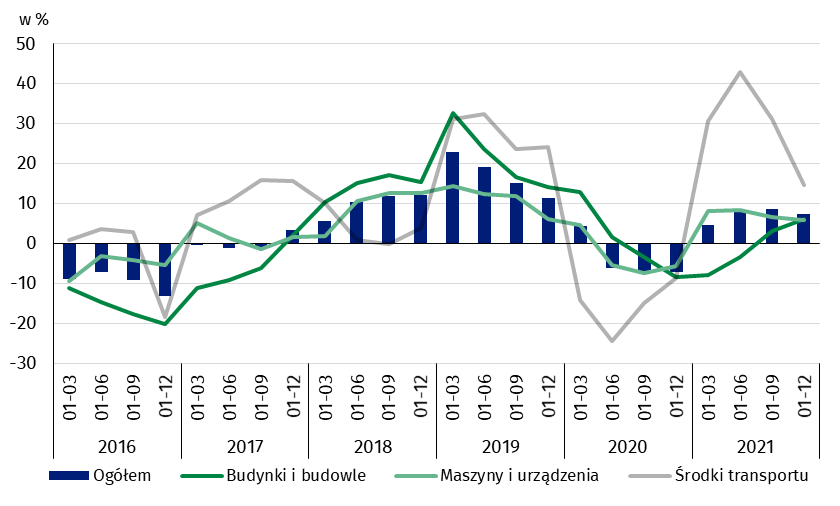 w %
50
40
30
20
10
0
-10
-20
-30
01-03 01-06 01-09 01-12 01-03 01-06 01-09 01-12 01-03 01-06 01-09 01-12 01-03 01-06 01-09 01-12 01-03 01-06 01-09 01-12 01-03 01-06 01-09 01-12
2016 2017 2018 2019 2020 2021
Ogółem Budynki i budowle Maszyny i urządzenia Środki transportu